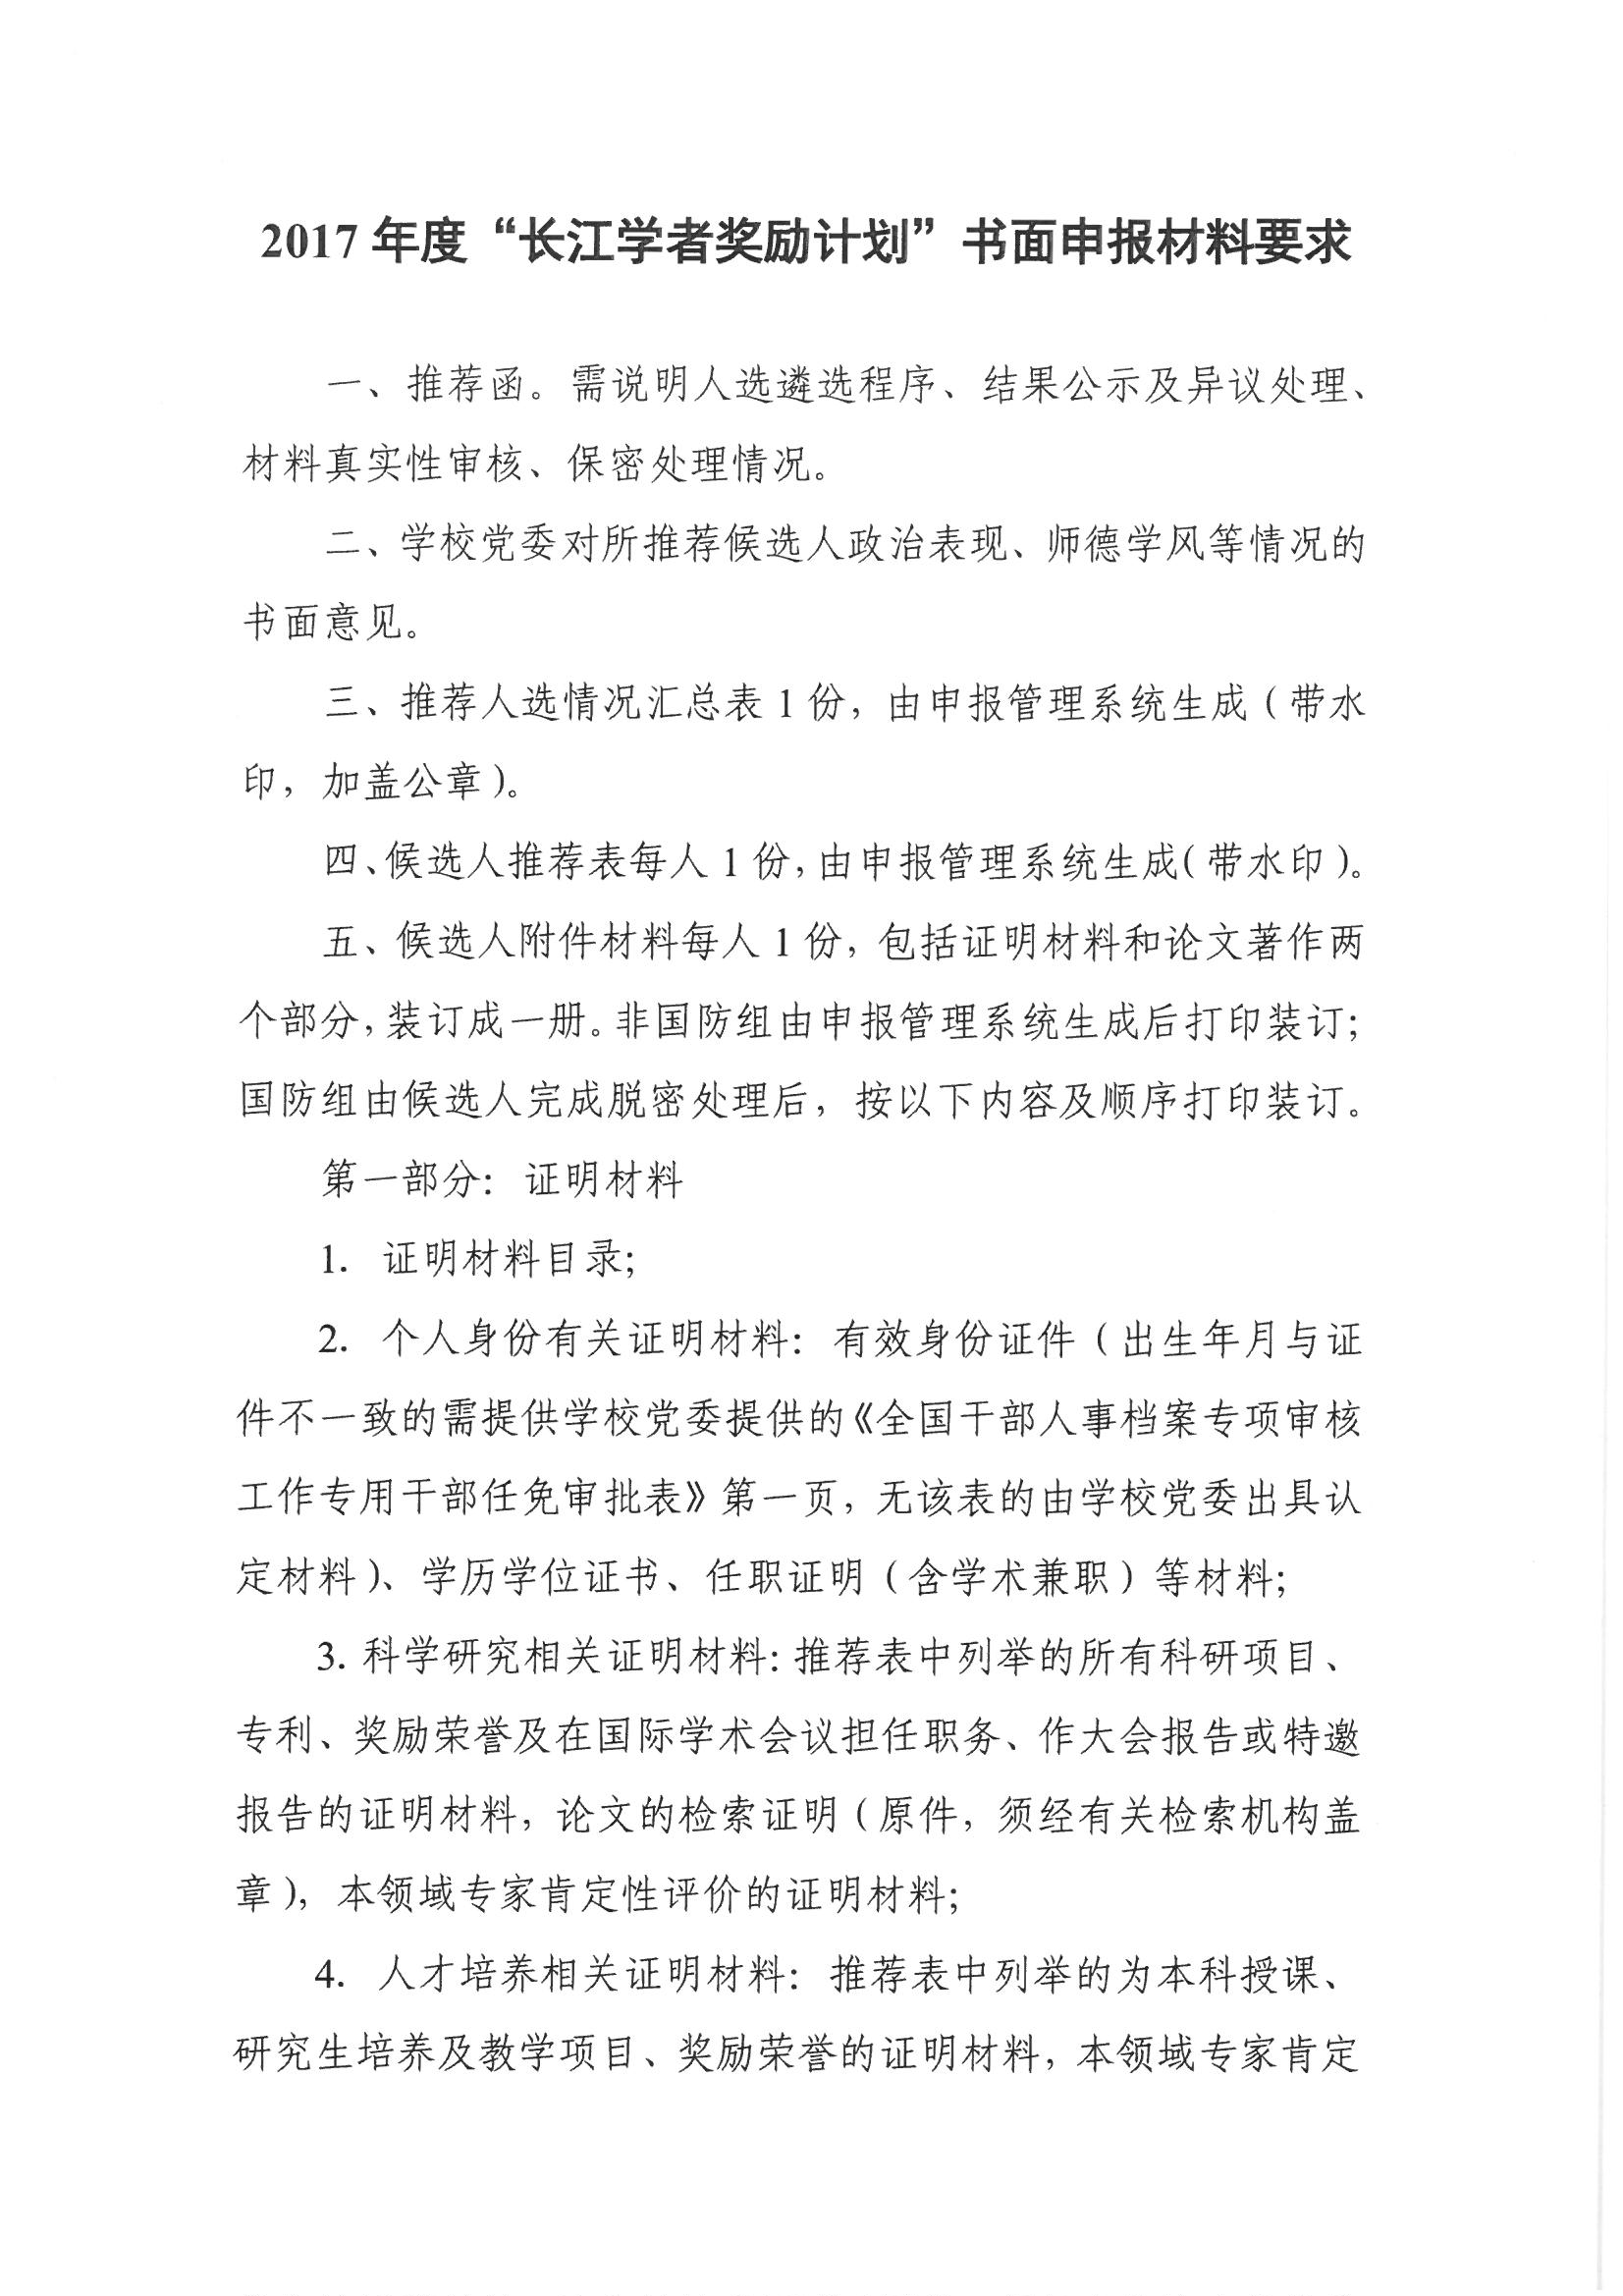 2017 年度“长江学者奖励计划”书面申报材料要求
一、推荐函。需说明人选遴选程序、结果公示及异议处理、
材料真实性审核、保密处理情况。
二、学校党委对所推荐候选人政治表现、师德学风等情况的
书面意见。
三、推荐人选情况汇总表 1 份，由申报管理系统生成（带水
印，加盖公章）。
四、候选人推荐表每人 1 份，由申报管理系统生成（带水印）。
五、候选人附件材料每人 1 份，包括证明材料和论文著作两
个部分，装订成一册。非国防组由申报管理系统生成后打印装订；
国防组由候选人完成脱密处理后，按以下内容及顺序打印装订。
第一部分：证明材料
1. 证明材料目录；
2. 个人身份有关证明材料：有效身份证件（出生年月与证
件不一致的需提供学校党委提供的《全国干部人事档案专项审核
工作专用干部任免审批表》第一页，无该表的由学校党委出具认
定材料）、学历学位证书、任职证明（含学术兼职）等材料；
3. 科学研究相关证明材料：推荐表中列举的所有科研项目、
专利、奖励荣誉及在国际学术会议担任职务、作大会报告或特邀
报告的证明材料，论文的检索证明（原件，须经有关检索机构盖
章），本领域专家肯定性评价的证明材料；
4. 人才培养相关证明材料：推荐表中列举的为本科授课、
研究生培养及教学项目、奖励荣誉的证明材料，本领域专家肯定